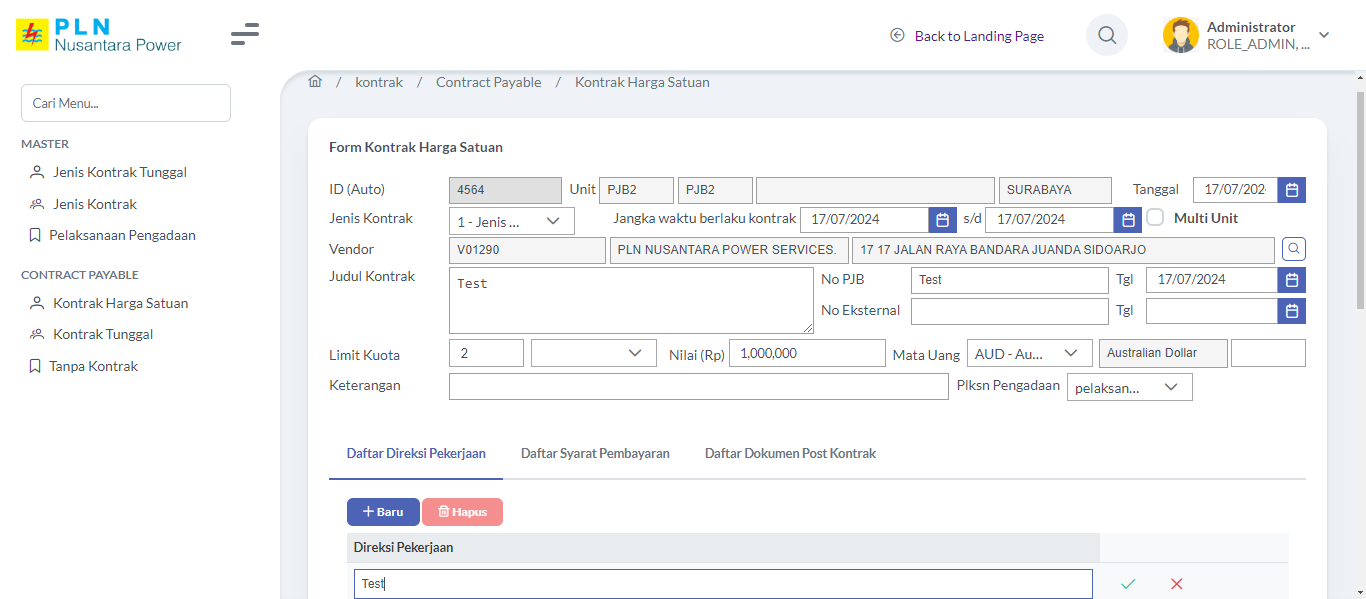 PLN
Nusantara Power
Back to Landing Page
Administrator
ROLE_ADMIN, ...
Cari Menu...
MASTER
Jenis Kontrak Tunggal
Jenis Kontrak
Pelaksanaan Pengadaan
CONTRACT PAYABLE
Kontrak Harga Satuan
Kontrak Tunggal
Tanpa Kontrak
/ kontrak / Contract Payable / Kontrak Harga Satuan
Form Kontrak Harga Satuan
ID (Auto) 4564 Unit PJB2 PJB2 SURABAYA Tanggal 17/07/202
Jenis Kontrak 1 - Jenis ... Jangka waktu berlaku kontrak 17/07/2024 s/d 17/07/2024 Multi Unit
Vendor V01290 PLN NUSANTARA POWER SERVICES. 17 17 JALAN RAYA BANDARA JUANDA SIDOARJO
Judul Kontrak Test No PJB Test Tgl 17/07/2024
No Eksternal Tgl
Limit Kuota 2 Nilai (Rp) 1,000,000 Mata Uang AUD - Au... Australian Dollar
Keterangan Plksn Pengadaan pelaksan...
Daftar Direksi Pekerjaan Daftar Syarat Pembayaran Daftar Dokumen Post Kontrak
+ Baru Hapus
Direksi Pekerjaan
Test